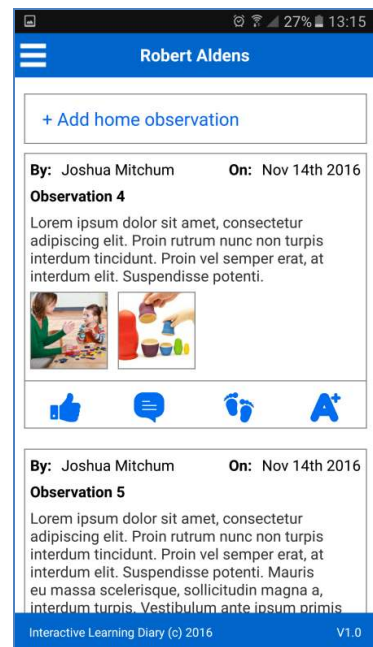 27% 13:15
Robert Aldens
+ Add home observation
By: Joshua Mitchum On: Nov 14th 2016
Observation 4
Lorem ipsum dolor sit amet, consectetur
adipiscing elit. Proin rutrum nunc non turpis
interdum tincidunt. Proin vel semper erat, at
interdum elit. Suspendisse potenti.
A+
By: Joshua Mitchum On: Nov 14th 2016
Observation 5
Lorem ipsum dolor sit amet, consectetur
adipiscing elit. Proin rutrum nunc non turpis
interdum tincidunt. Proin vel semper erat, at
interdum elit. Suspendisse potenti. Mauris
eu massa scelerisque, sollicitudin magna a,
interdum turpis. Vestibulum ante ipsum primis
Interactive Learning Diary (c) 2016 V1.0